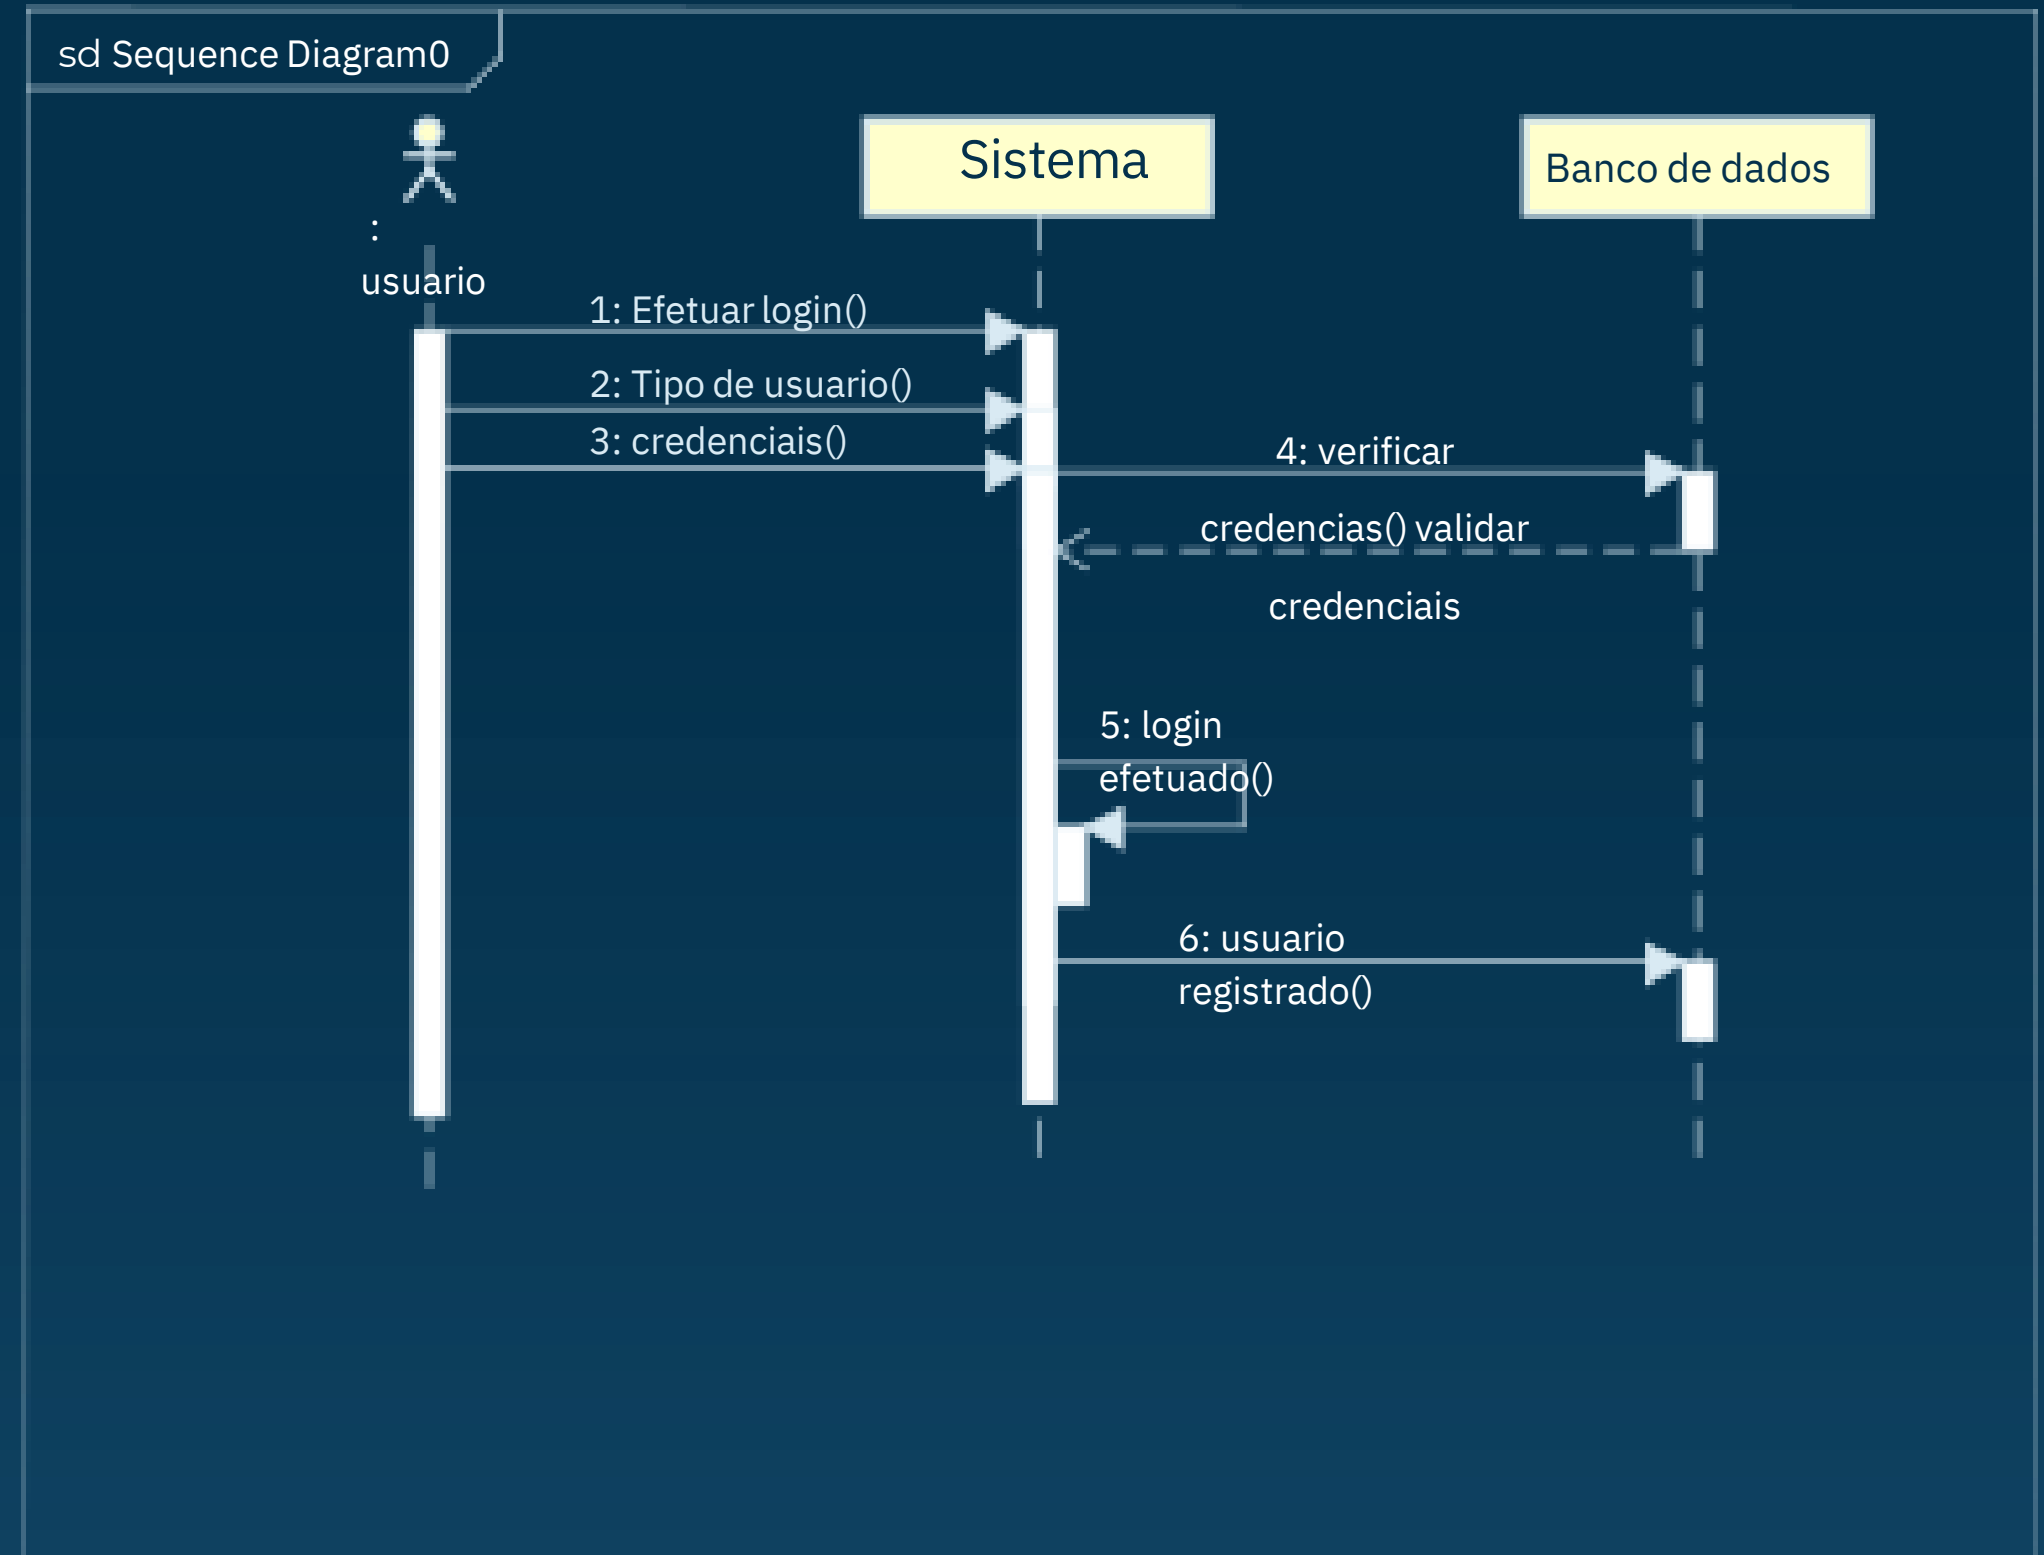 sd Sequence Diagram0
Sistema
Banco de dados
:
usuario
1: Efetuar login()
2: Tipo de usuario()
3: credenciais()
4: verificar
credencias() validar
credenciais
5: login
efetuado()
6: usuario
registrado()